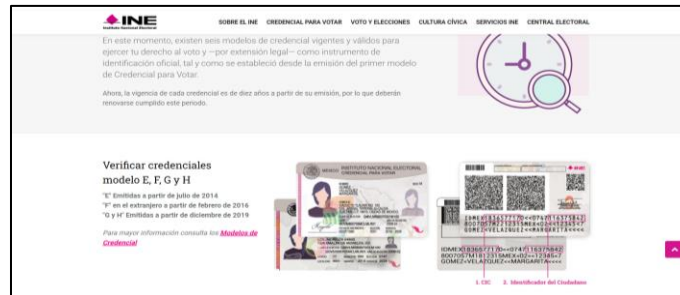 INE
Instituto Nacional Electoral
SOBRE EL INE CREDENCIAL PARA VOTAR VOTO Y ELECCIONES CULTURA CÍVICA SERVICIOS INE CENTRAL ELECTORAL
En este momento, existen seis modelos de credencial vigentes y válidos para
ejercer tu derecho al voto y —por extensión legal— como instrumento de
identificación oficial, tal y como se estableció desde la emisión del primer modelo
de Credencial para Votar.
Ahora, la vigencia de cada credencial es de diez años a partir de su emisión, por lo que deberán
renovarse cumplido este periodo.
Verificar credenciales
modelo E, F, G y H
"E" Emitidas a partir de julio de 2014
"F" en el extranjero a partir de febrero de 2016
"G y H" Emitidas a partir de diciembre de 2019
Para mayor información consulta los Modelos de
Credencial
MÉXICO INSTITUTO NACIONAL ELECTORAL
CREDENCIAL PARA VOTAR
GOMEZ<VELAZQUEZ<<MARGARITA<<<<<
1. CIC 2. Identificador del Ciudadano